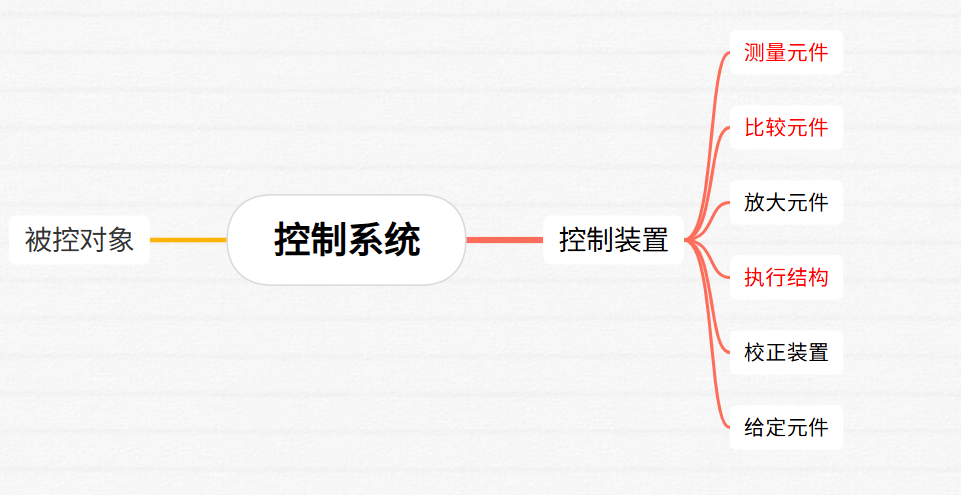 测量元件
比较元件
放大元件
被控对象
控制系统
控制装置
执行结构
校正装置
给定元件